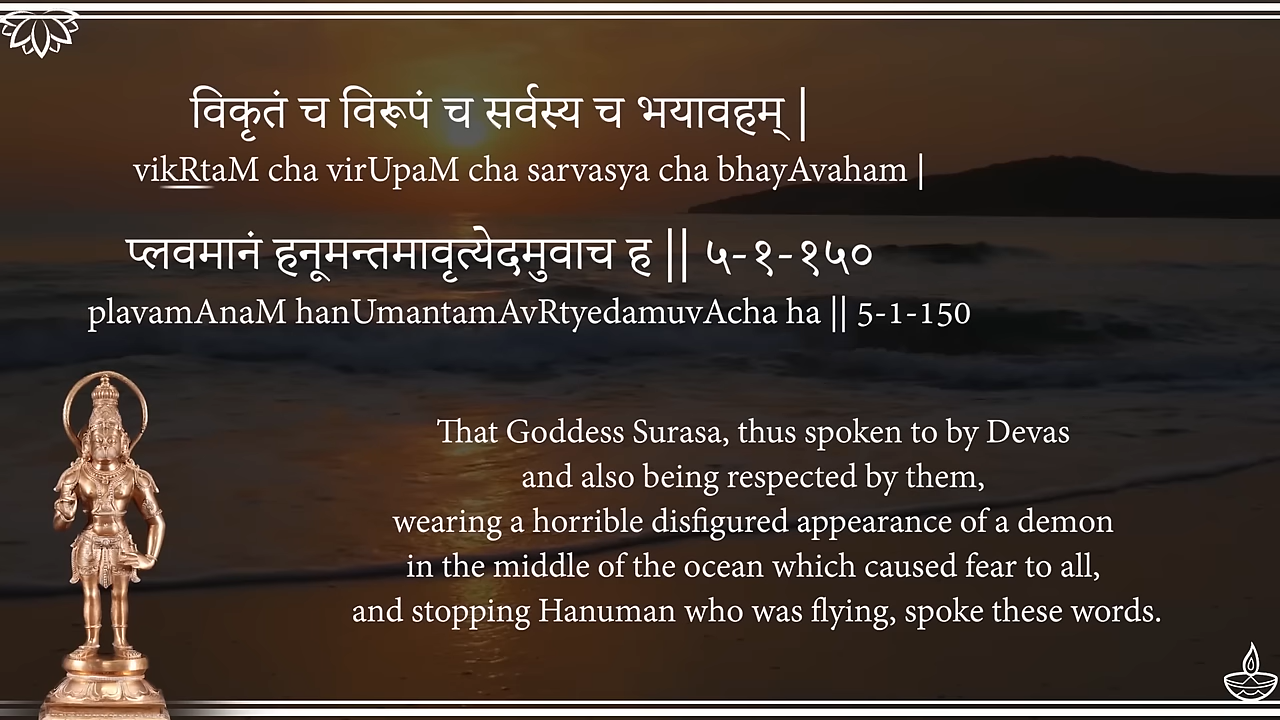 विकृतं च विरूपं च सर्वस्य च भयावहम् |
vikRtaM cha virUpaM cha sarvasya cha bhayAvaham |
प्लवमानं हनूमन्तमावृत्येदमुवाच ह || ५-१-१५०
plavamAnaM hanUmantamAvRtyedamuvAcha ha || 5-1-150
That Goddess Surasa, thus spoken to by Devas
and also being respected by them,
wearing a horrible disfigured appearance of a demon
in the middle of the ocean which caused fear to all,
and stopping Hanuman who was flying, spoke these words.